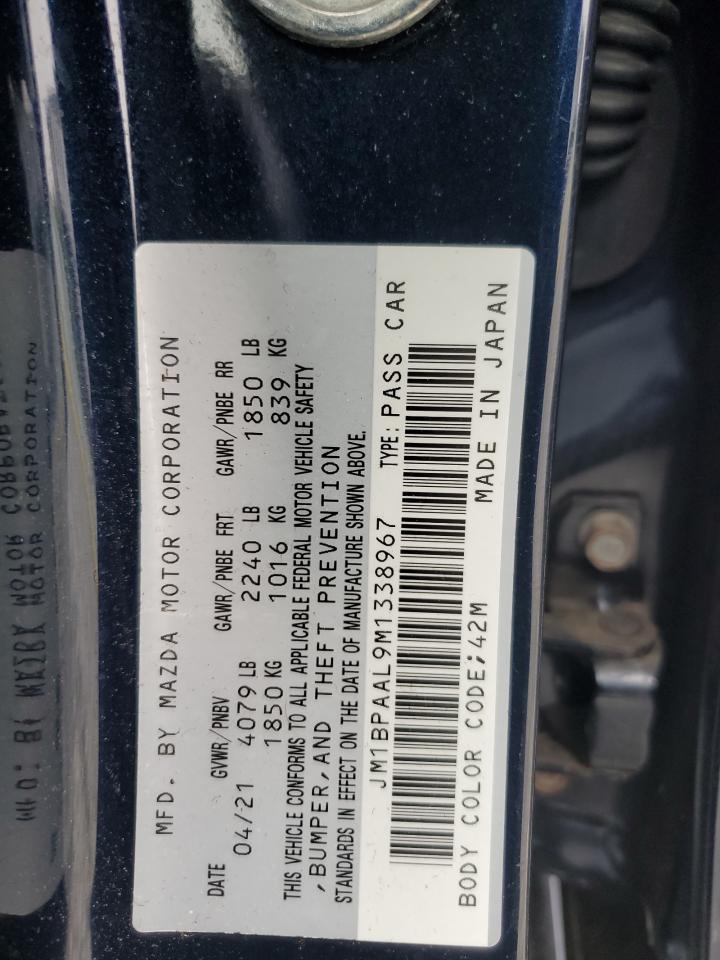 MFD. BY MAZDA MOTOR CORPORATION
DATE GVWR/PNBV GAWR/PNBE FRT GAWR/PNBE RR
04/21 4079 LB 2240 LB 1850 LB
1850 KG 1016 KG 839 KG
THIS VEHICLE CONFORMS TO ALL APPLICABLE FEDERAL MOTOR VEHICLE SAFETY
,BUMPER,AND THEFT PREVENTION
STANDARDS IN EFFECT ON THE DATE OF MANUFACTURE SHOWN ABOVE.
JM1BPAAL9M1338967 TYPE:PASS CAR
BODY COLOR CODE;42M MADE IN JAPAN